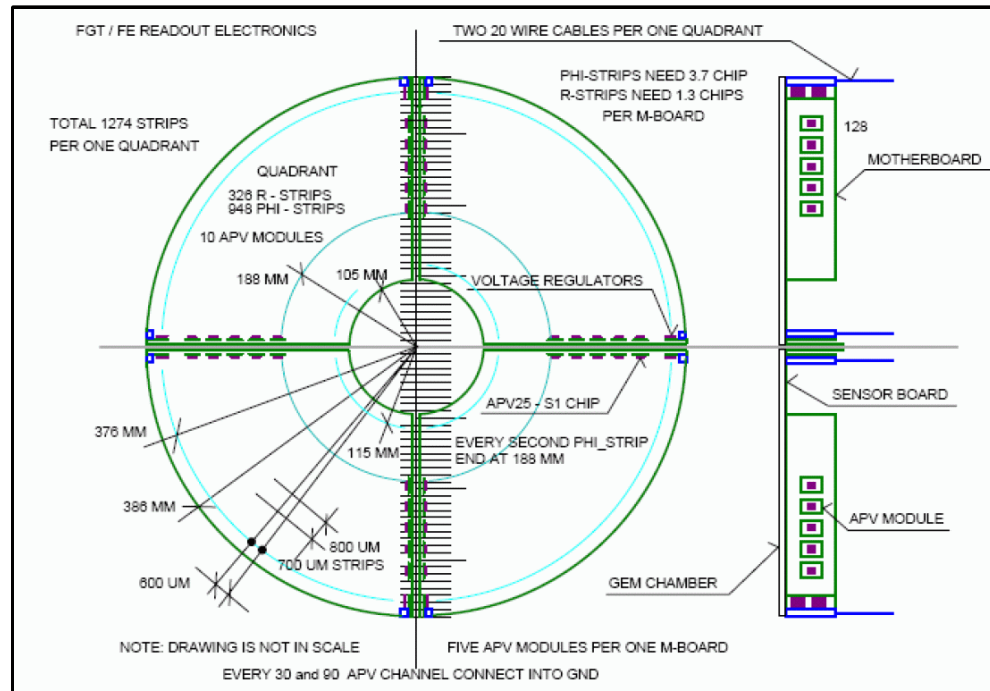 FGT / FE READOUT ELECTRONICS
TWO 20 WIRE CABLES PER ONE QUADRANT
PHI-STRIPS NEED 3.7 CHIP
R-STRIPS NEED 1.3 CHIPS
PER M-BOARD
TOTAL 1274 STRIPS
PER ONE QUADRANT
128
MOTHERBOARD
QUADRANT
326 R - STRIPS
948 PHI - STRIPS
10 APV MODULES
188 MM
105 MM
VOLTAGE REGULATORS
SENSOR BOARD
APV25 - S1 CHIP
376 MM
115 MM
EVERY SECOND PHI_STRIP
END AT 188 MM
386 MM
APV MODULE
800 UM
700 UM STRIPS
600 UM
GEM CHAMBER
NOTE: DRAWING IS NOT IN SCALE
FIVE APV MODULES PER ONE M-BOARD
EVERY 30 and 90 APV CHANNEL CONNECT INTO GND